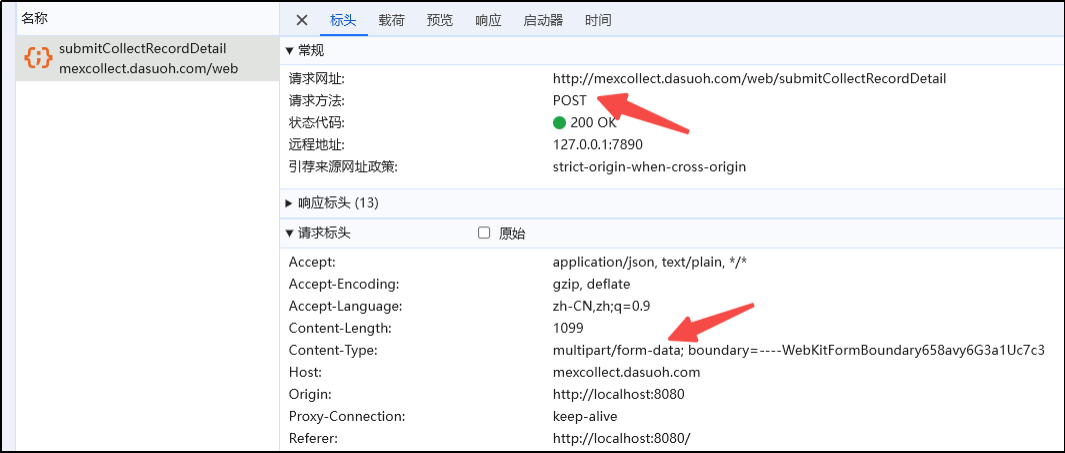 名称
标头 载荷 预览 响应 启动器 时间
submitCollectRecordDetail
mexcollect.dasuoh.com/web
常规
请求网址: http://mexcollect.dasuoh.com/web/submitCollectRecordDetail
请求方法: POST
状态代码: 200 OK
远程地址: 127.0.0.1:7890
引荐来源网址政策: strict-origin-when-cross-origin
响应标头 (13)
请求标头 原始
Accept: application/json, text/plain, */*
Accept-Encoding: gzip, deflate
Accept-Language: zh-CN,zh;q=0.9
Content-Length: 1099
Content-Type: multipart/form-data; boundary=----WebKitFormBoundary658avy6G3a1Uc7c3
Host: mexcollect.dasuoh.com
Origin: http://localhost:8080
Proxy-Connection: keep-alive
Referer: http://localhost:8080/